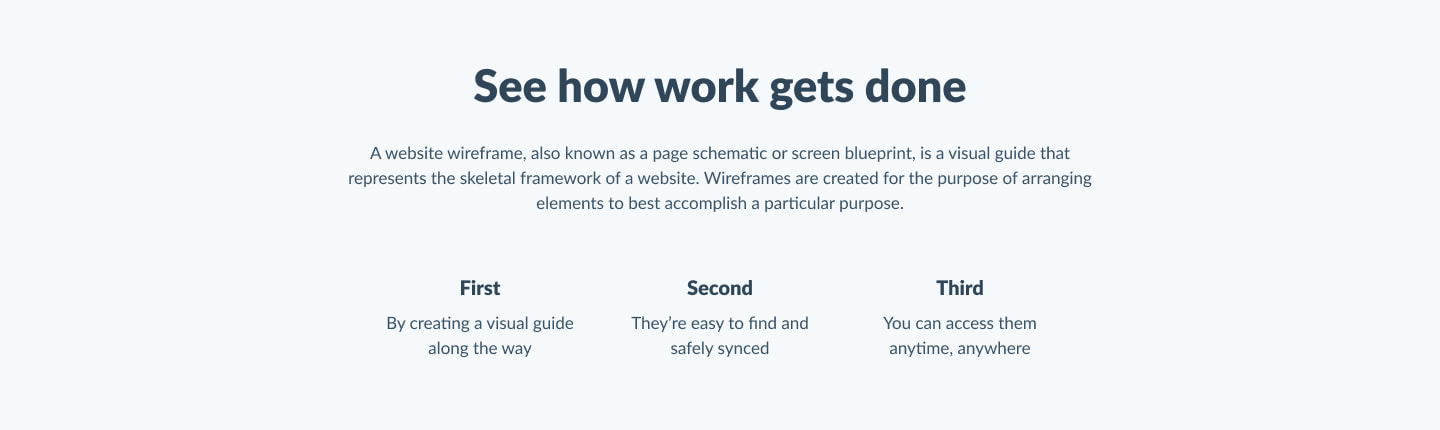 See how work gets done
A website wireframe, also known as a page schematic or screen blueprint, is a visual guide that
represents the skeletal framework of a website. Wireframes are created for the purpose of arranging
elements to best accomplish a particular purpose.
First
By creating a visual guide
along the way
Second
They’re easy to find and
safely synced
Third
You can access them
anytime, anywhere